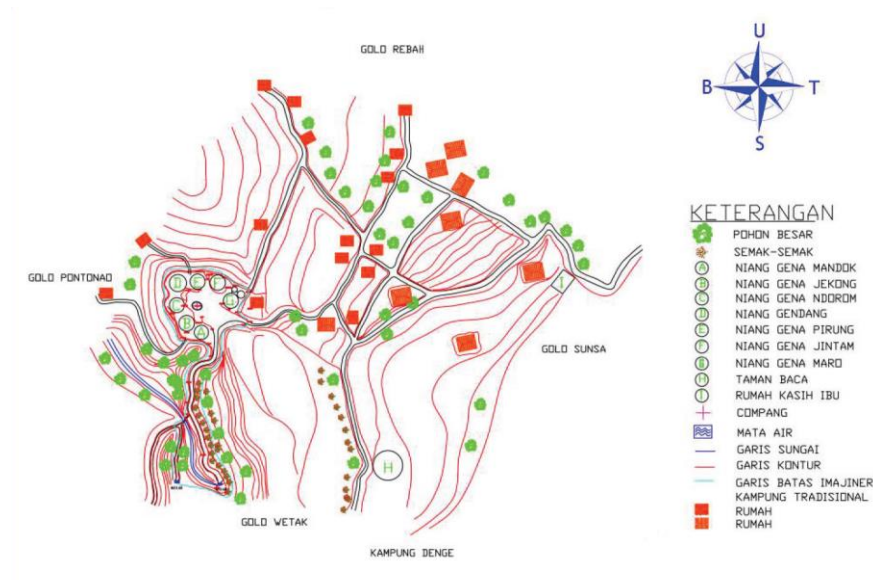 GOLO REBAH
U
B
T
S
GOLO PONTONAO
D
E
F
G
C
B
A
I
GOLO SUNSA
H
GOLO WETAK
KAMPUNG DENGE
KETERANGAN
POHON BESAR
SEMAK-SEMAK
A NIANG GENA MANDOK
B NIANG GENA JEKONG
C NIANG GENA NDOROM
D NIANG GENDANG
E NIANG GENA PIRUNG
F NIANG GENA JINTAM
G NIANG GENA MARO
H TAMAN BACA
I RUMAH KASIH IBU
COMPANG
MATA AIR
GARIS SUNGAI
GARIS KONTUR
GARIS BATAS IMAJINER
KAMPUNG TRADISIONAL
RUMAH
RUMAH